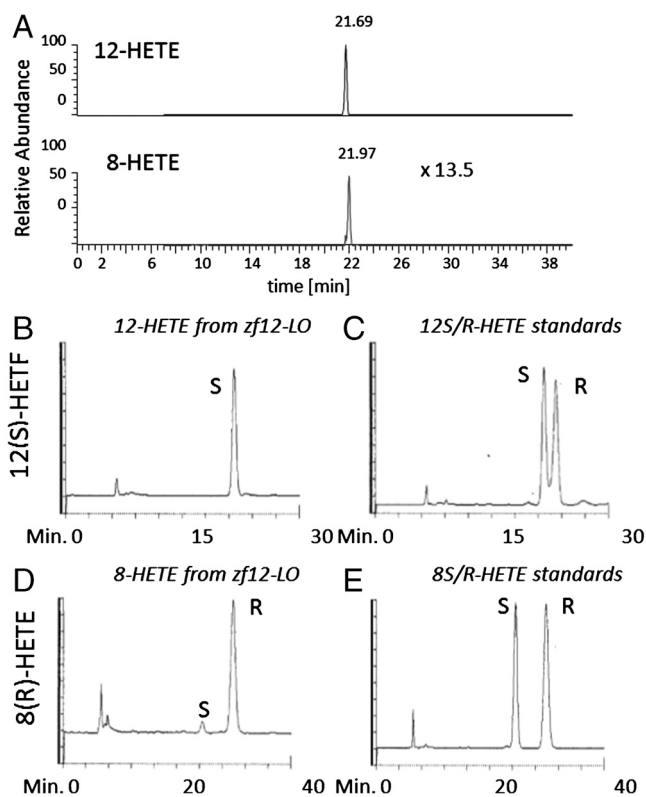 A
12-HETE
21.69
100
50
0
Relative Abundance
8-HETE
21.97
x 13.5
100
50
0
0 2 6 10 14 18 22 26 30 34 38
time [min]
B
12-HETE from zf12-LO
12(S)-HETF
S
Min. 0 15 30
C
12S/R-HETE standards
S
R
15 30
D
8-HETE from zf12-LO
8(R)-HETE
S
R
Min. 0 20 40
E
8S/R-HETE standards
S
R
Min. 0 20 40